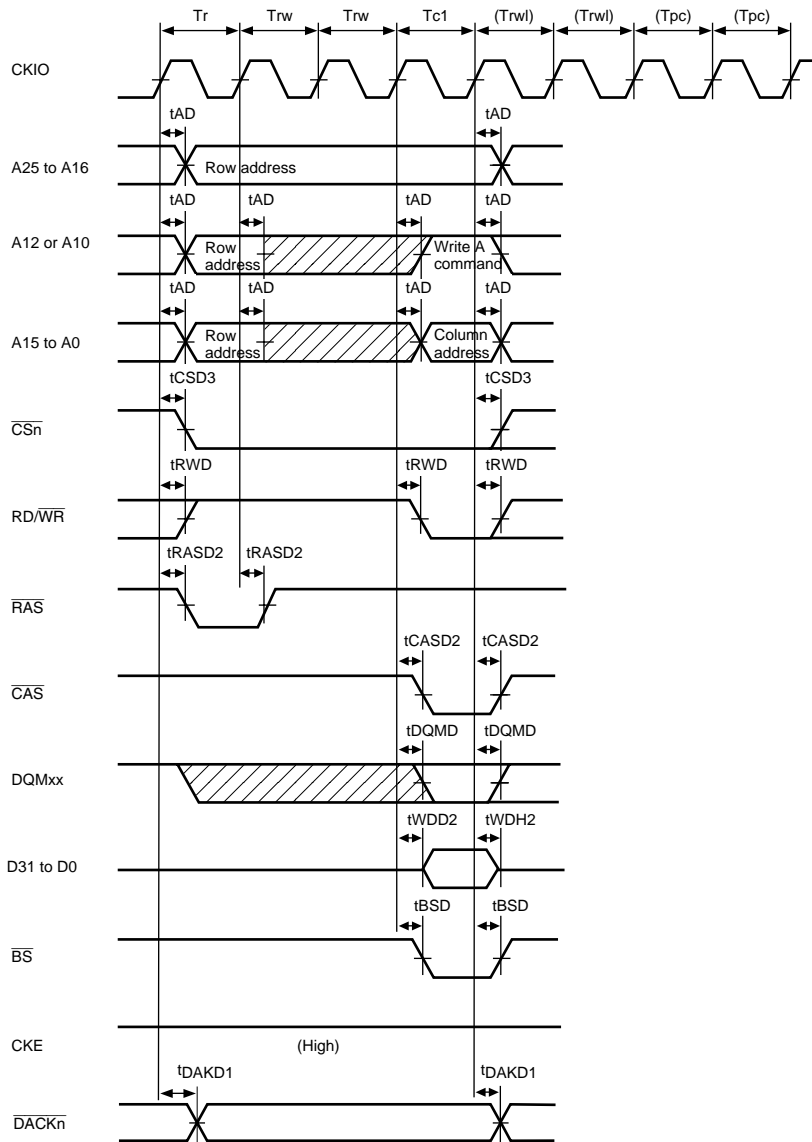 Tr Trw Trw Tc1 (Trwl) (Trwl) (Tpc) (Tpc)
CKIO
tAD tAD
A25 to A16 Row address
tAD tAD tAD tAD
A12 or A10 Row address Write A command
tAD tAD tAD tAD
A15 to A0 Row address Column address
tCSD3 tCSD3
CSn
tRWD tRWD tRWD
RD/WR
tRASD2 tRASD2
RAS
tCASD2 tCASD2
CAS
tDQMD tDQMD
DQMxx
tWDD2 tWDH2
D31 to D0
tBSD tBSD
BS
CKE (High)
tDAKD1 tDAKD1
DACKn